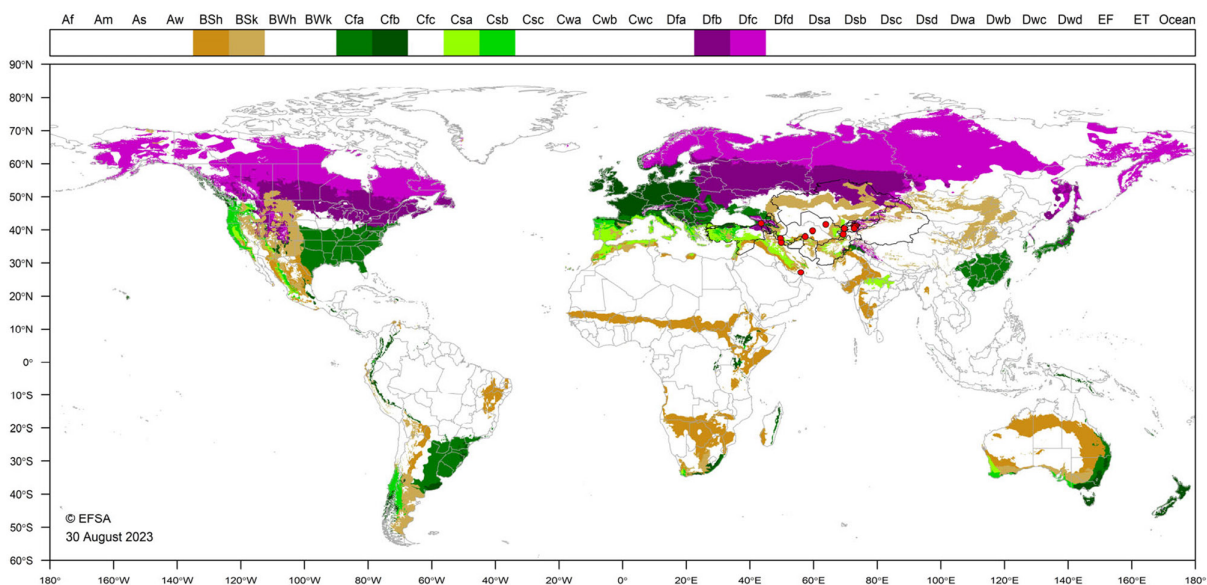 Af Am As Aw BSh BSk BWh BWk Cfa Cfb Cfc Csa Csb Csc Cwa Cwb Cwc Dfa Dfb Dfc Dfd Dsa Dsb Dsc Dsd Dwa Dwb Dwc Dwd EF ET Ocean
90°N
80°N
70°N
60°N
50°N
40°N
30°N
20°N
10°N
0°
10°S
20°S
30°S
40°S
50°S
60°S
© EFSA
30 August 2023
180° 160°W 140°W 120°W 100°W 80°W 60°W 40°W 20°W 0° 20°E 40°E 60°E 80°E 100°E 120°E 140°E 160°E 180°